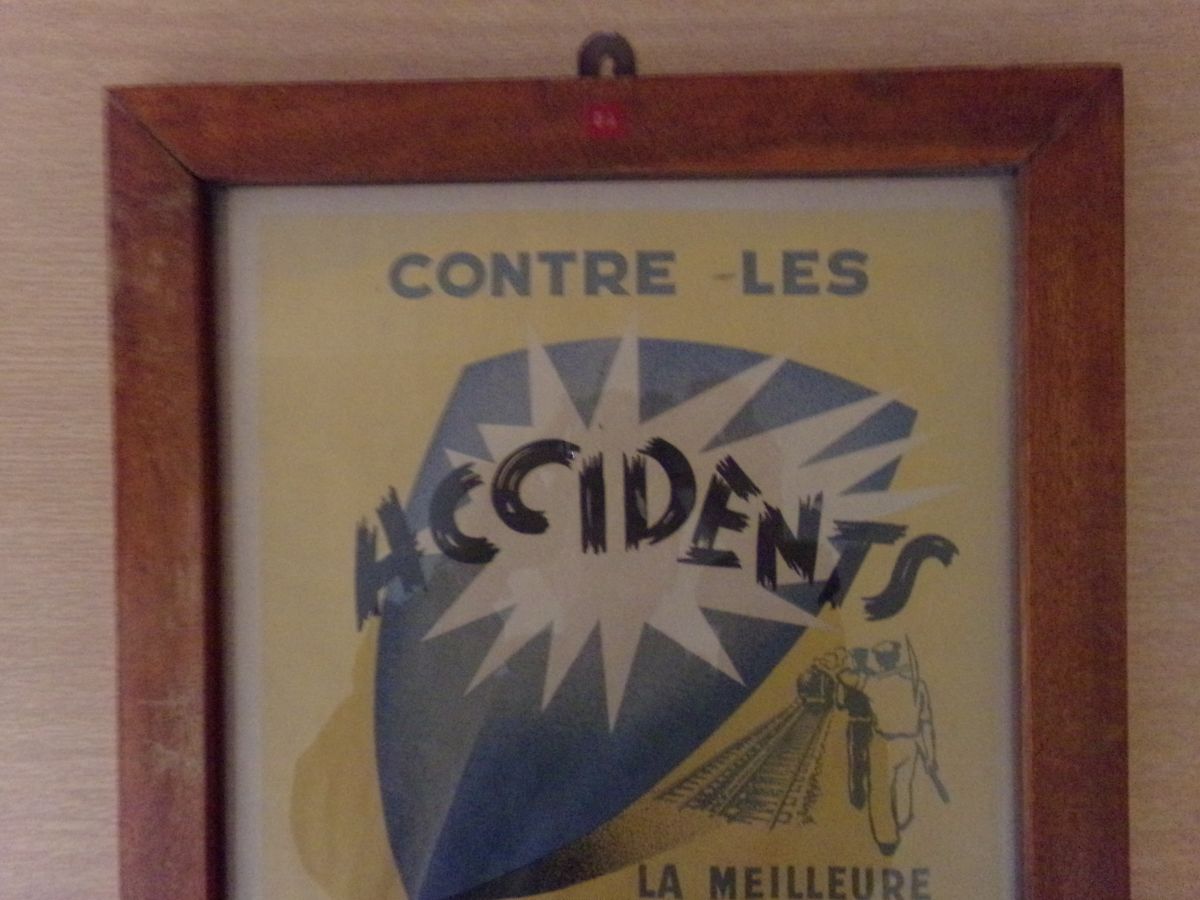 CONTRE LES
ACCIDENTS
LA MEILLEURE